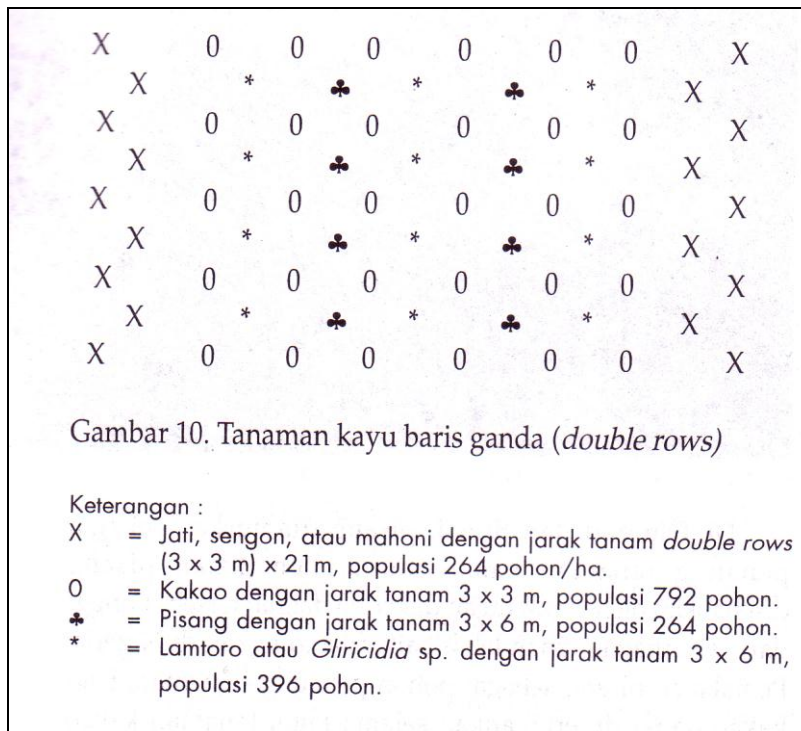 X 0 0 0 0 0 0 X
X * ♣ * ♣ * X
X 0 0 0 0 0 0 X
X * ♣ * ♣ * X
X 0 0 0 0 0 0 X
X * ♣ * ♣ * X
X 0 0 0 0 0 0 X
X * ♣ * ♣ * X
X 0 0 0 0 0 0 X
Gambar 10. Tanaman kayu baris ganda (double rows)
Keterangan :
X = Jati, sengon, atau mahoni dengan jarak tanam double rows
(3 x 3 m) x 21m, populasi 264 pohon/ha.
0 = Kakao dengan jarak tanam 3 x 3 m, populasi 792 pohon.
♣ = Pisang dengan jarak tanam 3 x 6 m, populasi 264 pohon.
* = Lamtoro atau Gliricidia sp. dengan jarak tanam 3 x 6 m,
populasi 396 pohon.